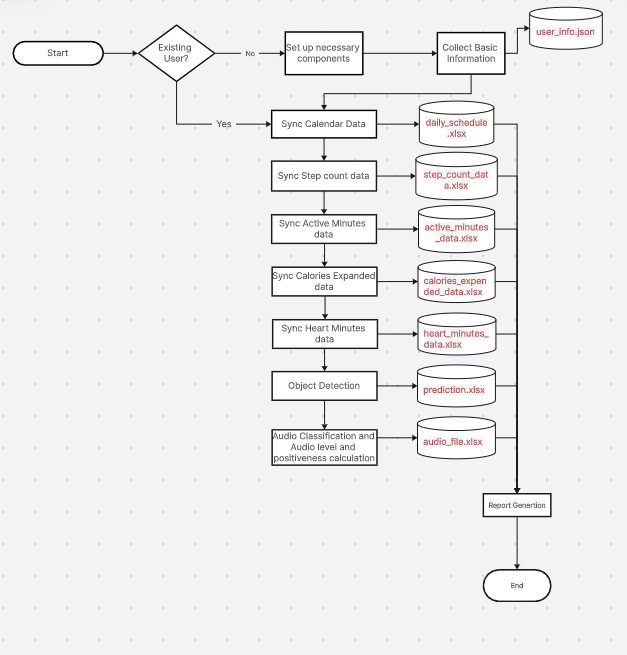 user_info.json
Start
Existing
User?
No
Set up necessary
components
Collect Basic
Information
Yes
Sync Calendar Data
daily_schedule
.xlsx
Sync Step count data
step_count_dat
a.xlsx
Sync Active Minutes
data
active_minutes
_data.xlsx
Sync Calories Expanded
data
calories_expen
ded_data.xlsx
Sync Heart Minutes
data
heart_minutes_
data.xlsx
Object Detection
prediction.xlsx
Audio Classification and
Audio level and
positiveness calculation
audio_file.xlsx
Report Genertion
End